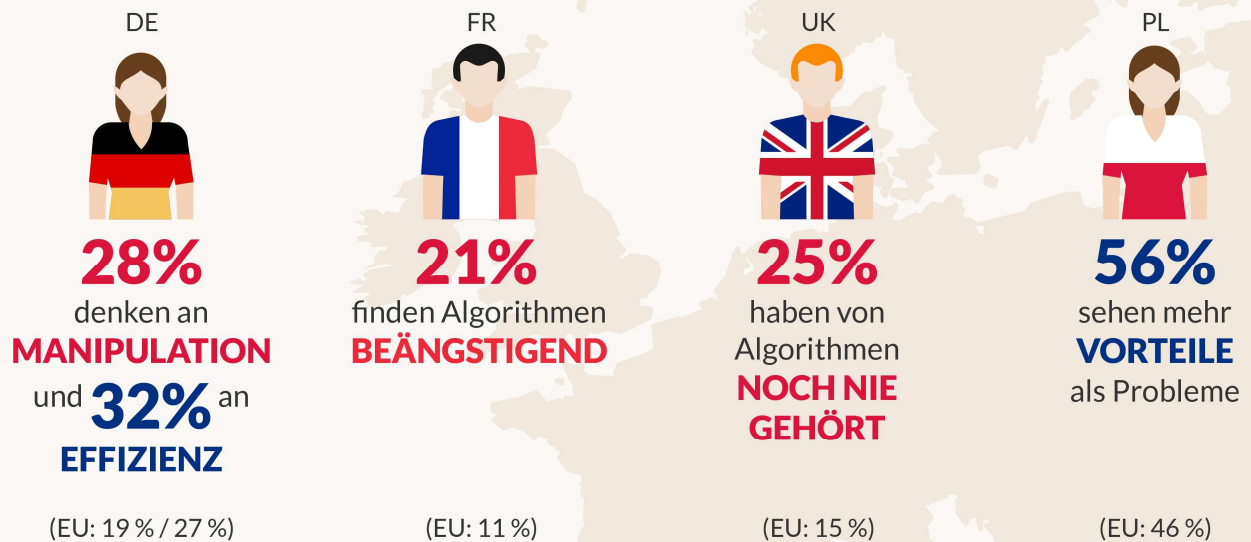 DE
28%
denken an
MANIPULATION
und 32% an
EFFIZIENZ
(EU: 19 % / 27 %)
FR
21%
finden Algorithmen
BEÄNGSTIGEND
(EU: 11 %)
UK
25%
haben von
Algorithmen
NOCH NIE
GEHÖRT
(EU: 15 %)
PL
56%
sehen mehr
VORTEILE
als Probleme
(EU: 46 %)